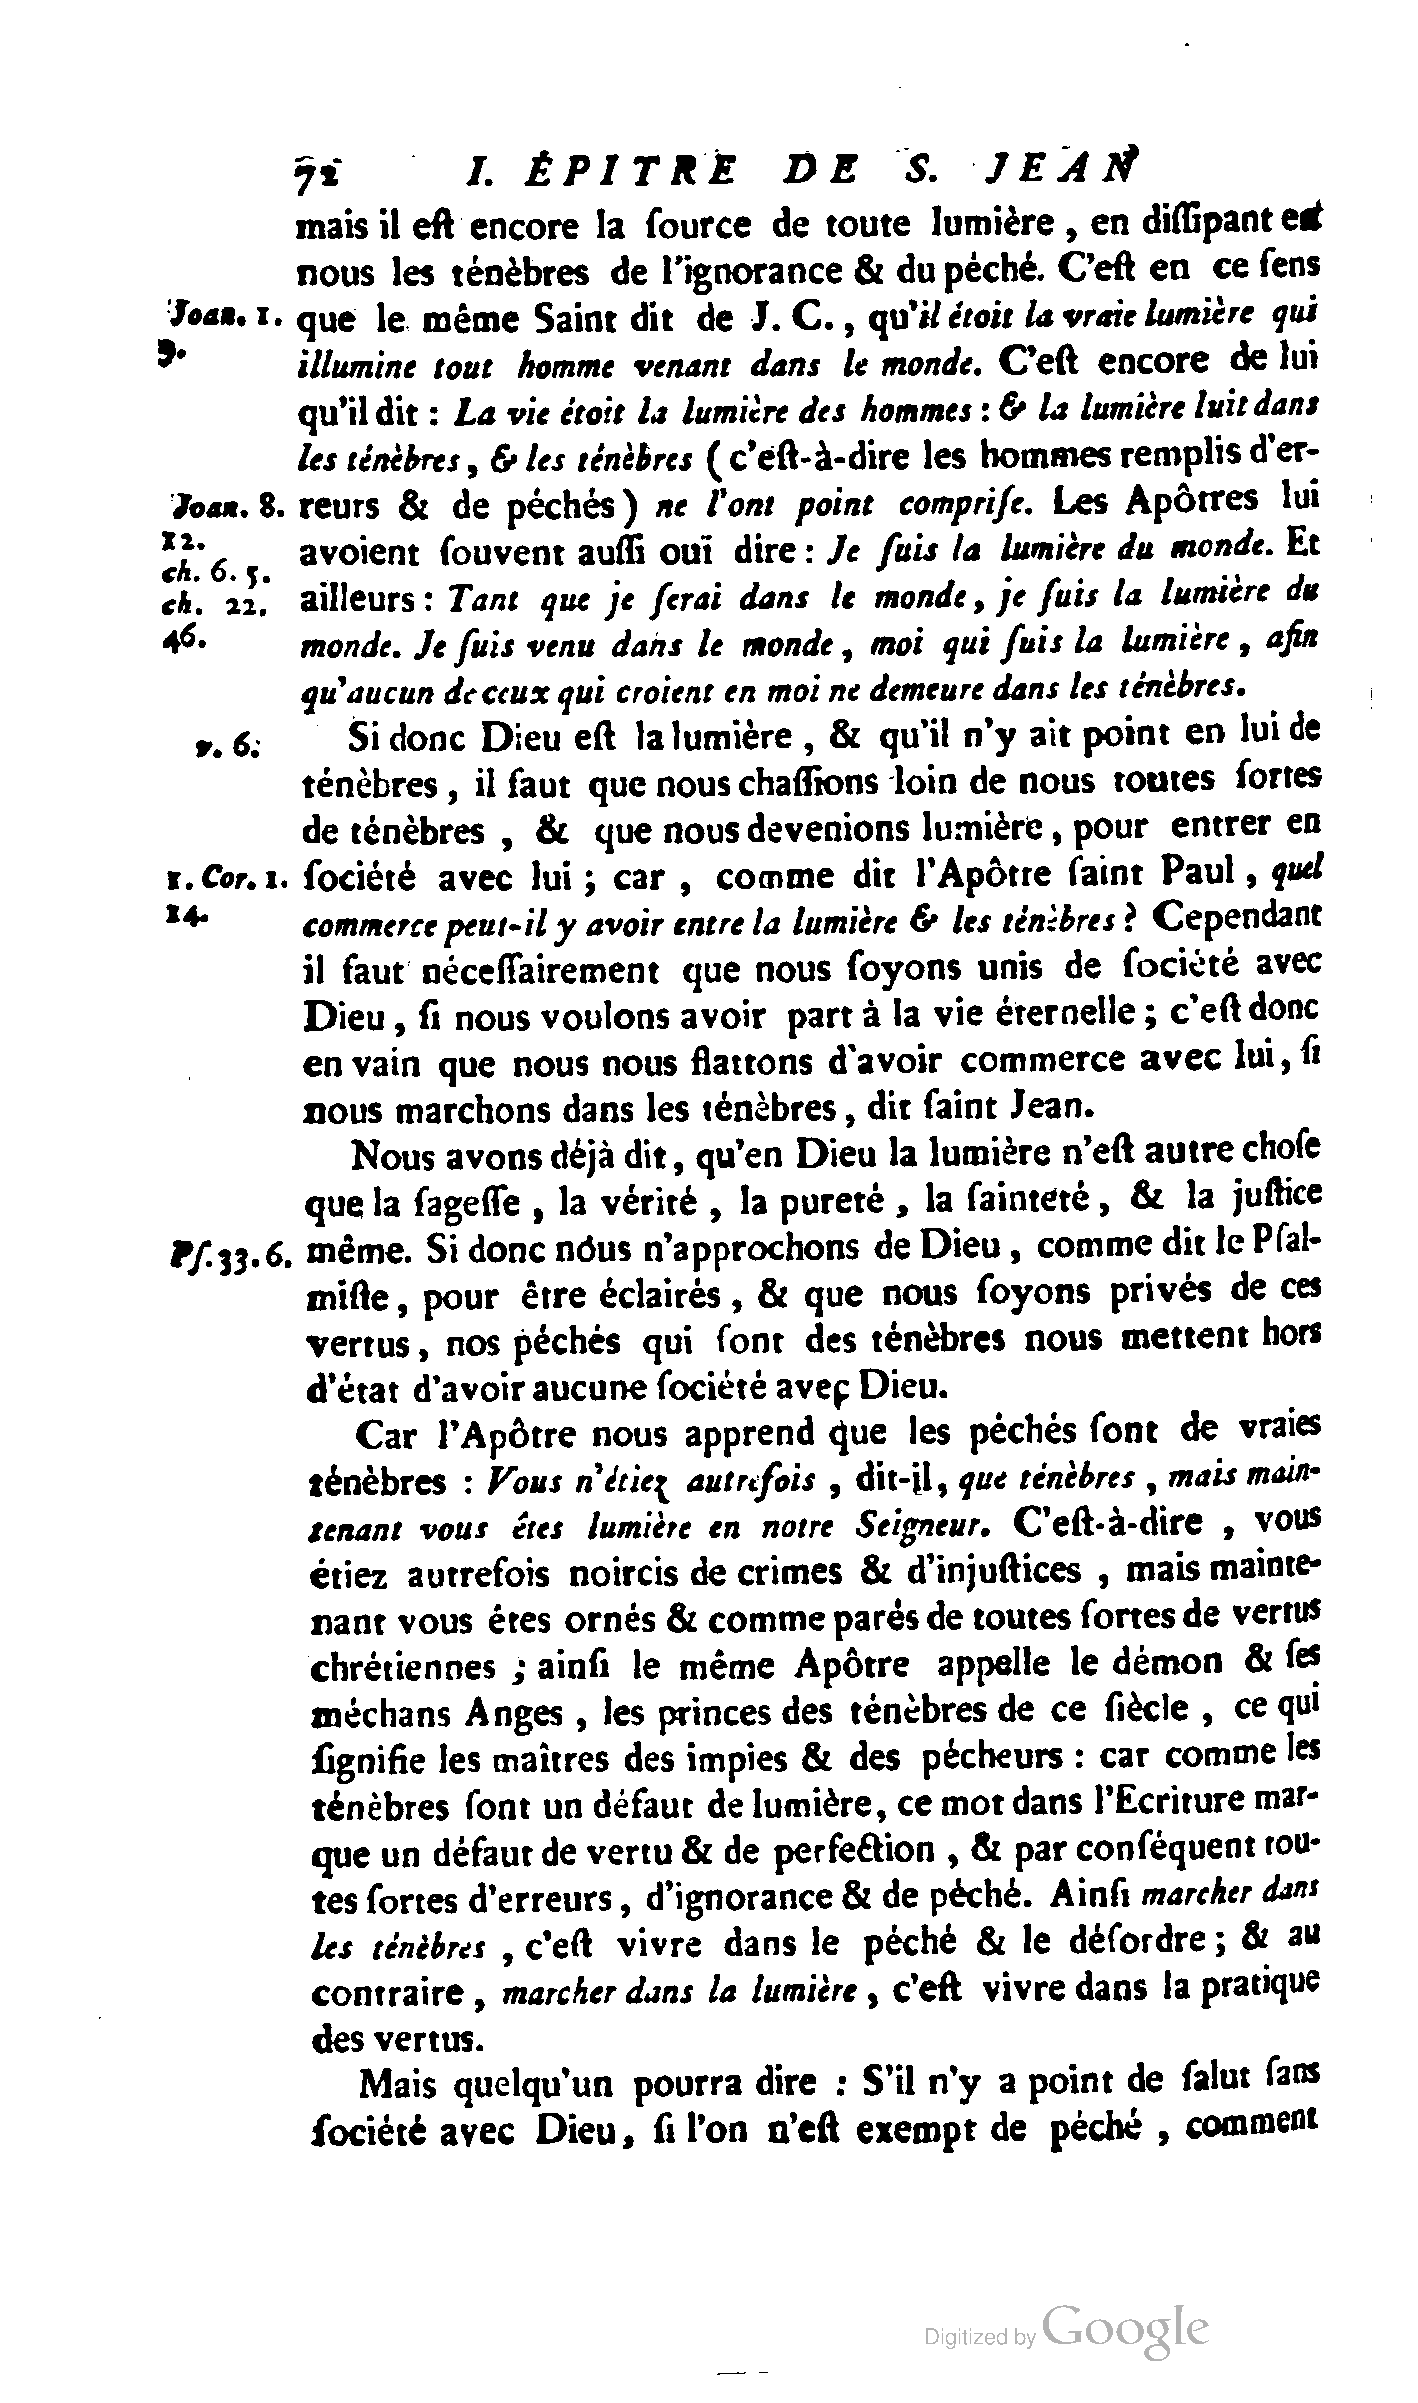 72 I. ÉPITRE DE S. JEAN
mais il eſt encore la ſource de toute lumière, en diſſipant en
nous les ténèbres de l'ignorance & du péché. C'eſt en ce ſens
Joan. 1. que le même Saint dit de J. C., qu'il étoit la vraie lumière qui
9. illumine tout homme venant dans le monde. C'eſt encore de lui
qu'il dit : La vie étoit la lumière des hommes : & la lumière luit dans
les ténèbres, & les ténèbres ( c'eſt-à-dire les hommes remplis d'er-
Joan. 8. reurs & de péchés) ne l'ont point compriſe. Les Apôtres lui
12. avoient ſouvent auſſi ouï dire : Je ſuis la lumière du monde. Et
ch. 6. 5.
ch. 22. ailleurs : Tant que je ſerai dans le monde, je ſuis la lumière du
46. monde. Je ſuis venu dans le monde, moi qui ſuis la lumière, afin
qu'aucun de ceux qui croient en moi ne demeure dans les ténèbres.
v. 6. Si donc Dieu eſt la lumière, & qu'il n'y ait point en lui de
ténèbres, il faut que nous chaſſions loin de nous toutes ſortes
de ténèbres, & que nous devenions lumière, pour entrer en
1. Cor. 1. ſociété avec lui ; car, comme dit l'Apôtre ſaint Paul, quel
14. commerce peut-il y avoir entre la lumière & les ténèbres ? Cependant
il faut néceſſairement que nous ſoyons unis de ſociété avec
Dieu, ſi nous voulons avoir part à la vie éternelle ; c'eſt donc
en vain que nous nous flattons d'avoir commerce avec lui, ſi
nous marchons dans les ténèbres, dit ſaint Jean.
Nous avons déjà dit, qu'en Dieu la lumière n'eſt autre choſe
que la ſageſſe, la vérité, la pureté, la ſainteté, & la juſtice
Pſ. 33. 6. même. Si donc nous n'approchons de Dieu, comme dit le Pſal-
miſte, pour être éclairés, & que nous ſoyons privés de ces
vertus, nos péchés qui ſont des ténèbres nous mettent hors
d'état d'avoir aucune ſociété avec Dieu.
Car l'Apôtre nous apprend que les péchés ſont de vraies
ténèbres : Vous n'étiez autrefois, dit-il, que ténèbres, mais main-
tenant vous êtes lumière en notre Seigneur. C'eſt-à-dire, vous
étiez autrefois noircis de crimes & d'injuſtices, mais mainte-
nant vous êtes ornés & comme parés de toutes ſortes de vertus
chrétiennes ; ainſi le même Apôtre appelle le démon & ſes
méchans Anges, les princes des ténèbres de ce ſiècle, ce qui
ſignifie les maîtres des impies & des pécheurs : car comme les
ténèbres ſont un défaut de lumière, ce mot dans l'Ecriture mar-
que un défaut de vertu & de perfection, & par conſéquent tou-
tes ſortes d'erreurs, d'ignorance & de péché. Ainſi marcher dans
les ténèbres, c'eſt vivre dans le péché & le déſordre ; & au
contraire, marcher dans la lumière, c'eſt vivre dans la pratique
des vertus.
Mais quelqu'un pourra dire : S'il n'y a point de ſalut ſans
ſociété avec Dieu, ſi l'on n'eſt exempt de péché, comment
Digitized by Google